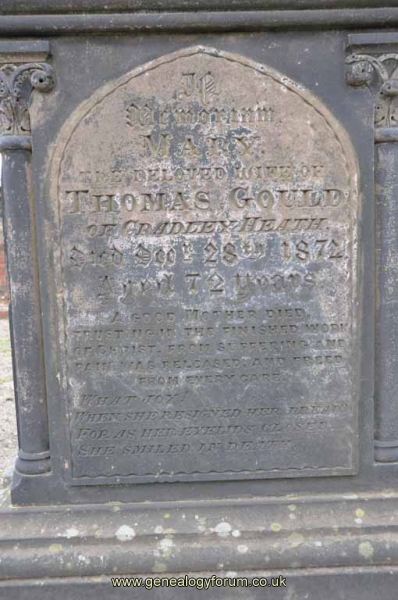 In
Memoriam
MARY.
THE BELOVED WIFE OF
THOMAS GOULD
OF CRADLEY HEATH.
Died Decr. 28th 1872
Aged 72 Years
A GOOD MOTHER DIED
TRUSTING IN THE FINISHED WORK
OF CHRIST. FROM SUFFERING AND
PAIN WAS RELEASED AND FREED
FROM EVERY CARE.
WHAT JOY!
WHEN SHE RESIGNED HER BREATH
FOR AS HER EYELIDS CLOSED
SHE SMILED IN DEATH
www.genealogyforum.co.uk